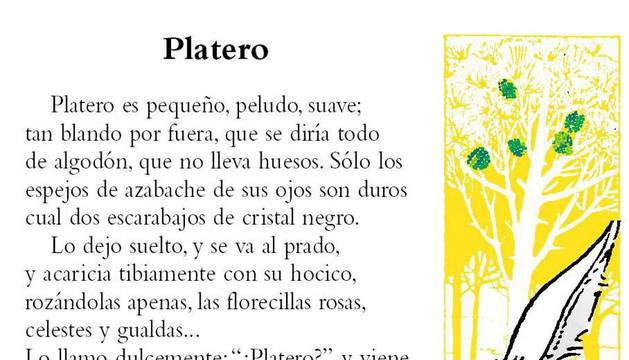 Platero
Platero es pequeño, peludo, suave;
tan blando por fuera, que se diría todo
de algodón, que no lleva huesos. Sólo los
espejos de azabache de sus ojos son duros
cual dos escarabajos de cristal negro.
Lo dejo suelto, y se va al prado,
y acaricia tibiamente con su hocico,
rozándolas apenas, las florecillas rosas,
celestes y gualdas...
Lo llamo dulcemente: “¿Platero?” y viene